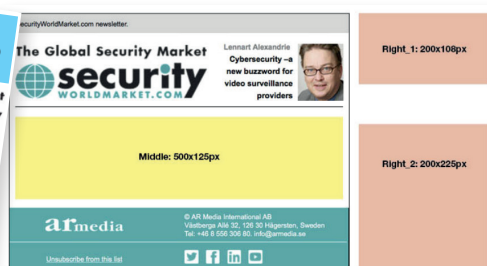 SecurityWorldMarket.com newsletter.
The Global Security Market
security
WORLDMARKET.COM
Lennart Alexandrie
Cybersecurity –a
new buzzword for
video surveillance
providers
Right_1: 200x108px
Middle: 500x125px
Right_2: 200x225px
armedia
© AR Media International AB
Västberga Allé 32, 126 30 Hägersten, Sweden
Tel: +46 8 556 306 80. info@armedia.se
Unsubscribe from this list